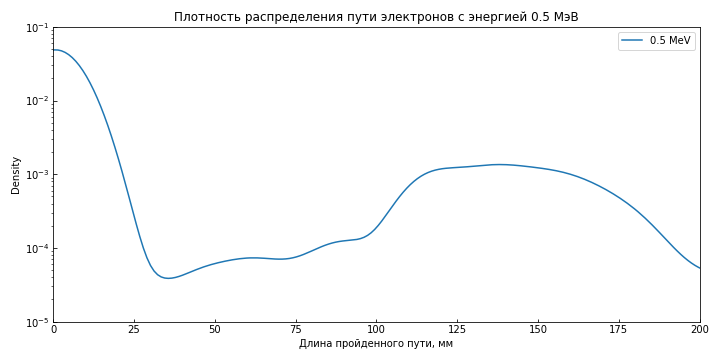 Плотность распределения пути электронов с энергией 0.5 МэВ
0.5 MeV
10⁻¹
10⁻²
10⁻³
10⁻⁴
10⁻⁵
Density
0 25 50 75 100 125 150 175 200
Длина пройденного пути, мм